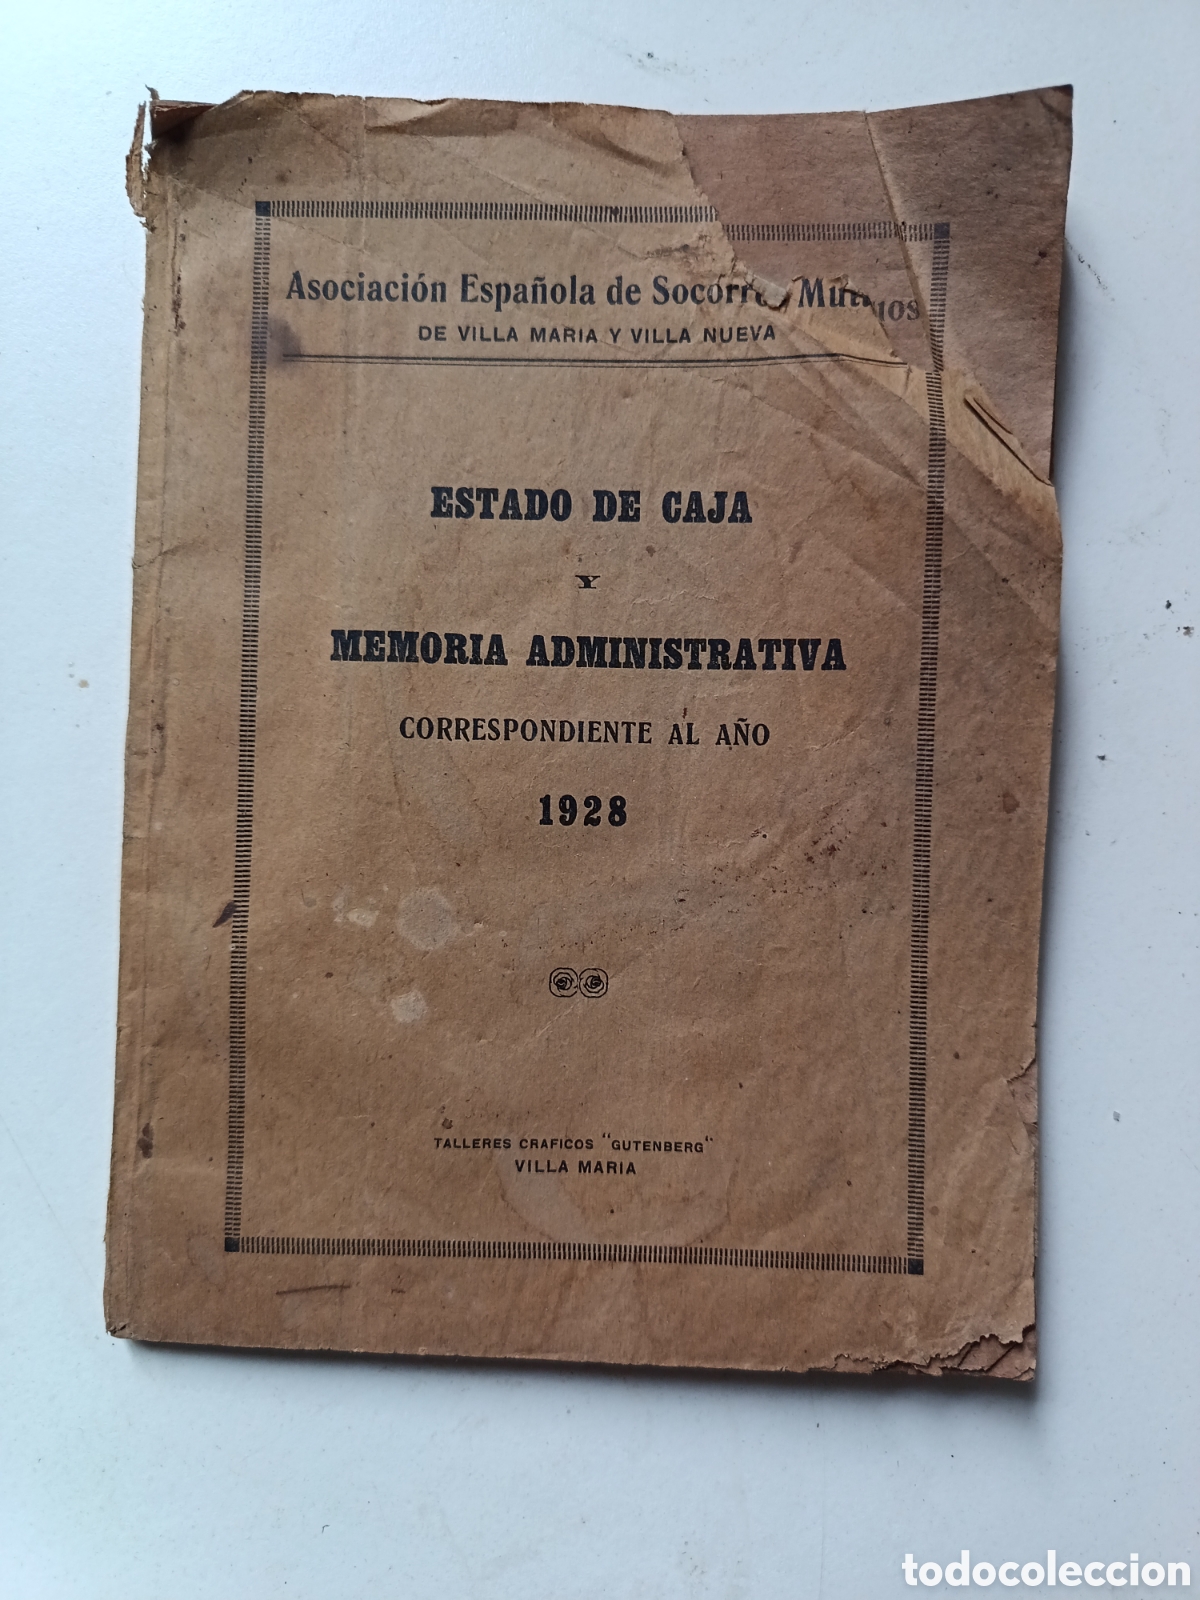 Asociación Española de Socorros Mutuos
DE VILLA MARIA Y VILLA NUEVA
ESTADO DE CAJA
Y
MEMORIA ADMINISTRATIVA
CORRESPONDIENTE AL AÑO
1928
TALLERES CRAFICOS "GUTENBERG"
VILLA MARIA
todocoleccion